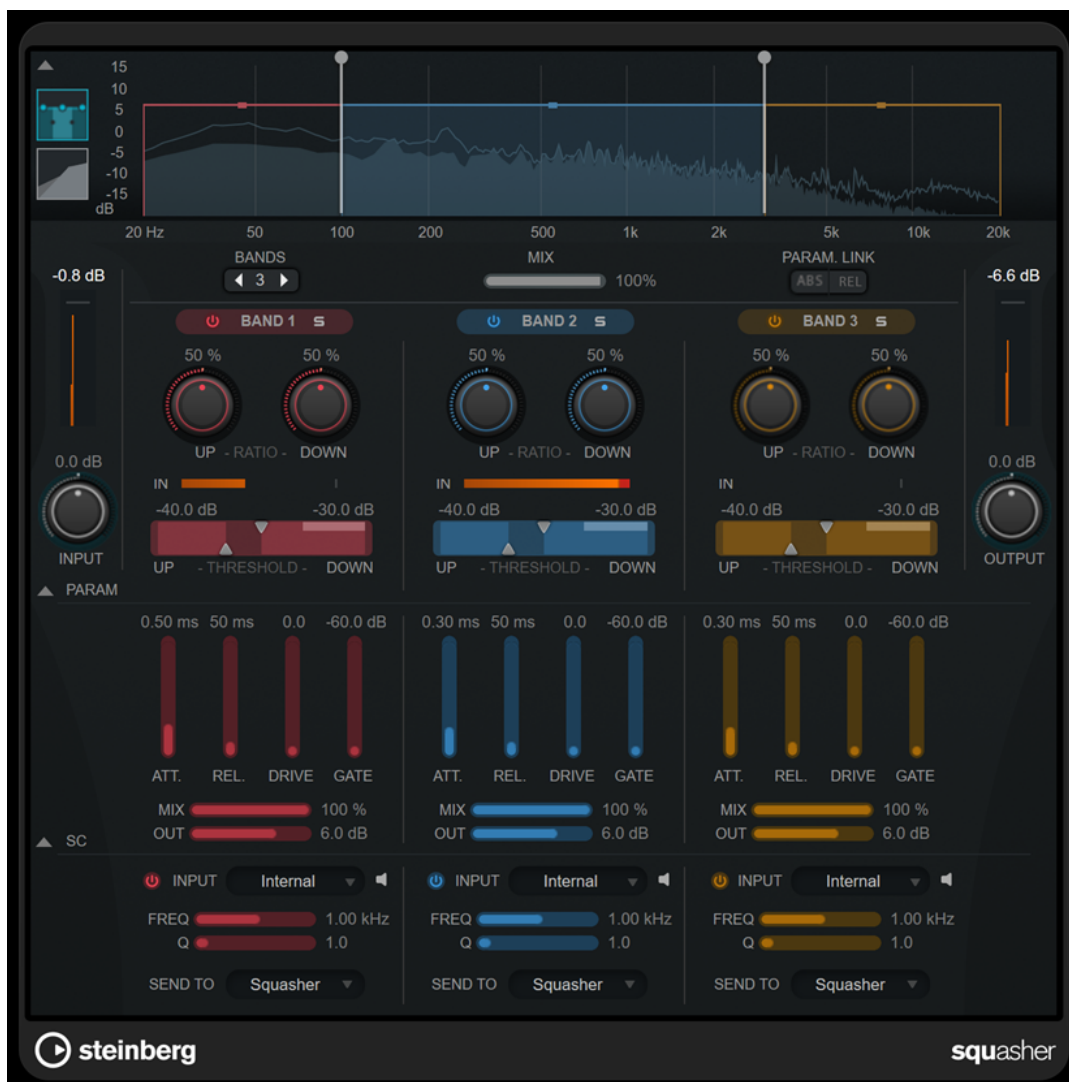 15
10
5
0
-5
-10
-15
dB
20 Hz 50 100 200 500 1k 2k 5k 10k 20k
BANDS MIX PARAM. LINK
-0.8 dB 3 100% ABS REL -6.6 dB
BAND 1 S BAND 2 S BAND 3 S
50 % 50 % 50 % 50 % 50 % 50 %
UP - RATIO - DOWN UP - RATIO - DOWN UP - RATIO - DOWN
0.0 dB 0.0 dB
IN IN IN
-40.0 dB -30.0 dB -40.0 dB -30.0 dB -40.0 dB -30.0 dB
INPUT OUTPUT
UP - THRESHOLD - DOWN UP - THRESHOLD - DOWN UP - THRESHOLD - DOWN
PARAM
0.50 ms 50 ms 0.0 -60.0 dB 0.30 ms 50 ms 0.0 -60.0 dB 0.30 ms 50 ms 0.0 -60.0 dB
ATT. REL. DRIVE GATE ATT. REL. DRIVE GATE ATT. REL. DRIVE GATE
MIX 100 % MIX 100 % MIX 100 %
OUT 6.0 dB OUT 6.0 dB OUT 6.0 dB
SC
INPUT Internal INPUT Internal INPUT Internal
FREQ 1.00 kHz FREQ 1.00 kHz FREQ 1.00 kHz
Q 1.0 Q 1.0 Q 1.0
SEND TO Squasher SEND TO Squasher SEND TO Squasher
steinberg squasher